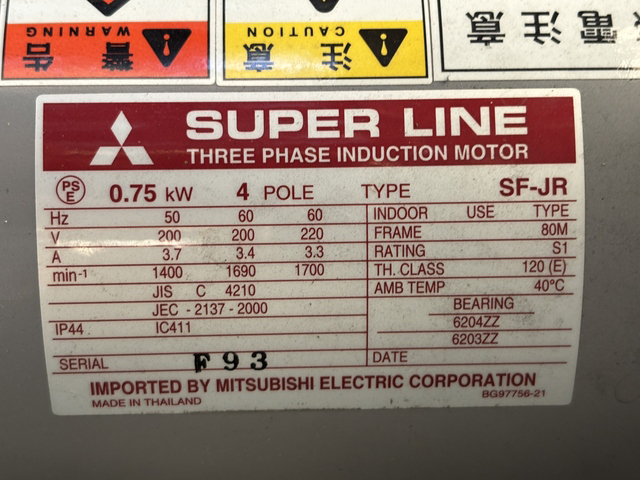 警告 WARNING
注意 CAUTION
電注意
SUPER LINE
THREE PHASE INDUCTION MOTOR
PS E 0.75 kW 4 POLE TYPE SF-JR
Hz 50 60 60 INDOOR USE TYPE
V 200 200 220 FRAME 80M
A 3.7 3.4 3.3 RATING S1
min-1 1400 1690 1700 TH. CLASS 120 (E)
JIS C 4210 AMB TEMP 40°C
JEC - 2137 - 2000 BEARING
IP44 IC411 6204ZZ
6203ZZ
SERIAL F93 DATE
IMPORTED BY MITSUBISHI ELECTRIC CORPORATION
MADE IN THAILAND BG97756-21